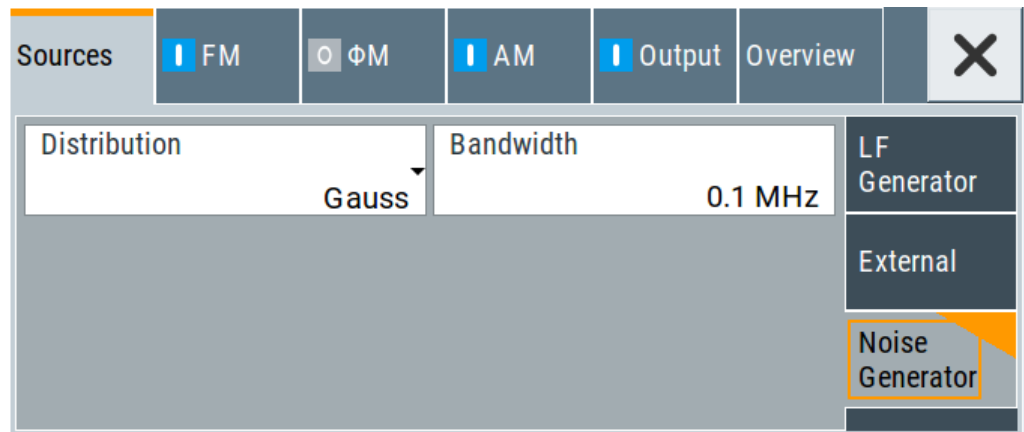 Sources
FM
ΦM
AM
Output
Overview
Distribution
Gauss
Bandwidth
0.1 MHz
LF
Generator
External
Noise
Generator